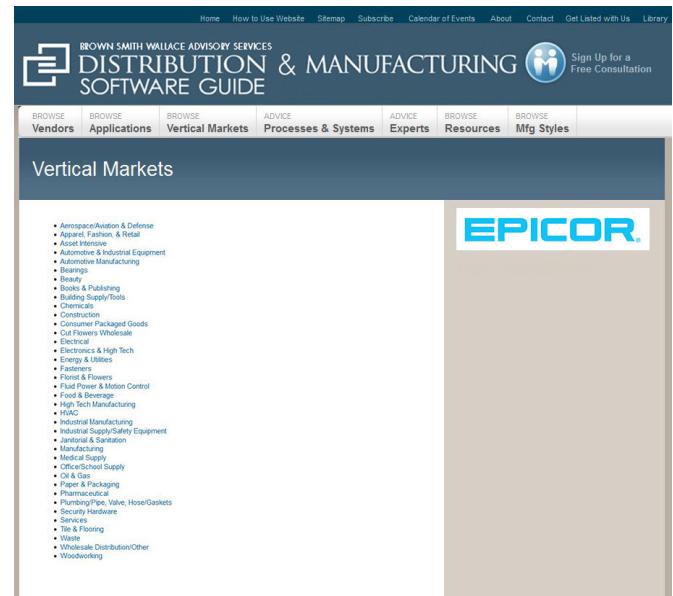 Home How to Use Website Sitemap Subscribe Calendar of Events About Contact Get Listed with Us Library
BROWN SMITH WALLACE ADVISORY SERVICES
DISTRIBUTION & MANUFACTURING
SOFTWARE GUIDE
Sign Up for a
Free Consultation
BROWSE BROWSE BROWSE ADVICE ADVICE BROWSE BROWSE
Vendors Applications Vertical Markets Processes & Systems Experts Resources Mfg Styles
Vertical Markets
EPICOR®
• Aerospace/Aviation & Defense
• Apparel, Fashion, & Retail
• Asset Intensive
• Automotive & Industrial Equipment
• Automotive Manufacturing
• Bearings
• Beauty
• Books & Publishing
• Building Supply/Tools
• Chemicals
• Construction
• Consumer Packaged Goods
• Cut Flowers Wholesale
• Electrical
• Electronics & High Tech
• Energy & Utilities
• Fasteners
• Florist & Flowers
• Fluid Power & Motion Control
• Food & Beverage
• High Tech Manufacturing
• HVAC
• Industrial Manufacturing
• Industrial Supply/Safety Equipment
• Janitorial & Sanitation
• Manufacturing
• Medical Supply
• Office/School Supply
• Oil & Gas
• Paper & Packaging
• Pharmaceutical
• Plumbing/Pipe, Valve, Hose/Gaskets
• Security Hardware
• Services
• Tile & Flooring
• Waste
• Wholesale Distribution/Other
• Woodworking